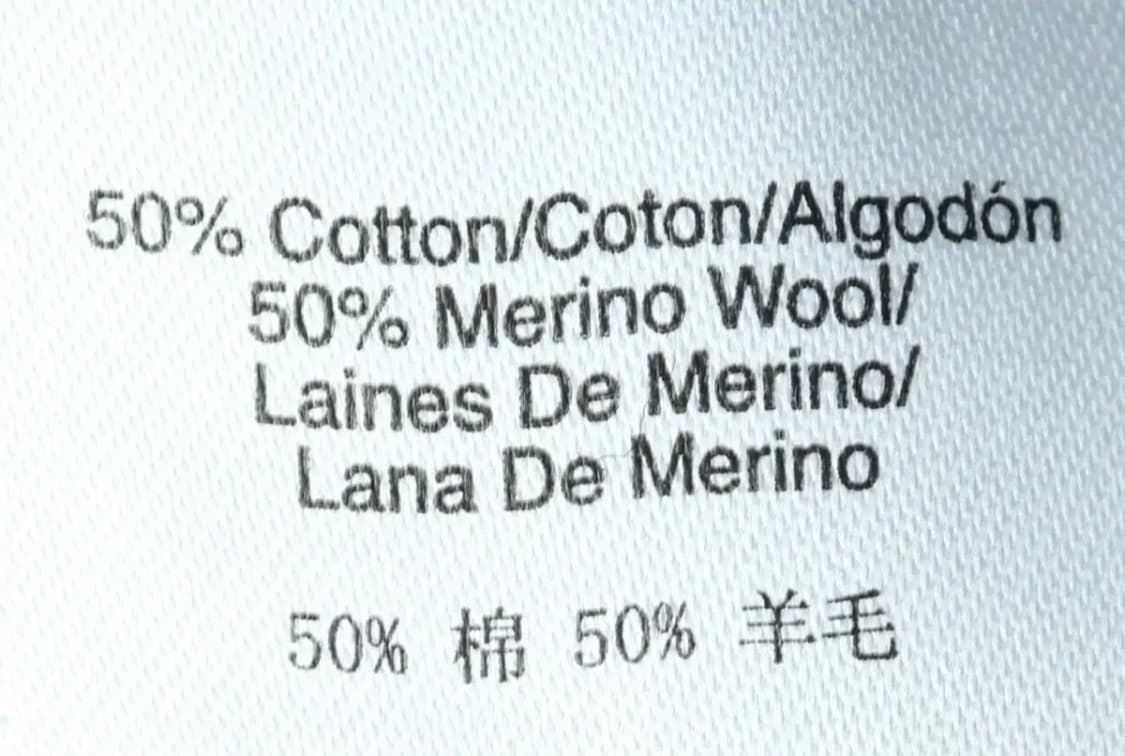 50% Cotton/Coton/Algodón
50% Merino Wool/
Laines De Merino/
Lana De Merino
50% 棉 50% 羊毛